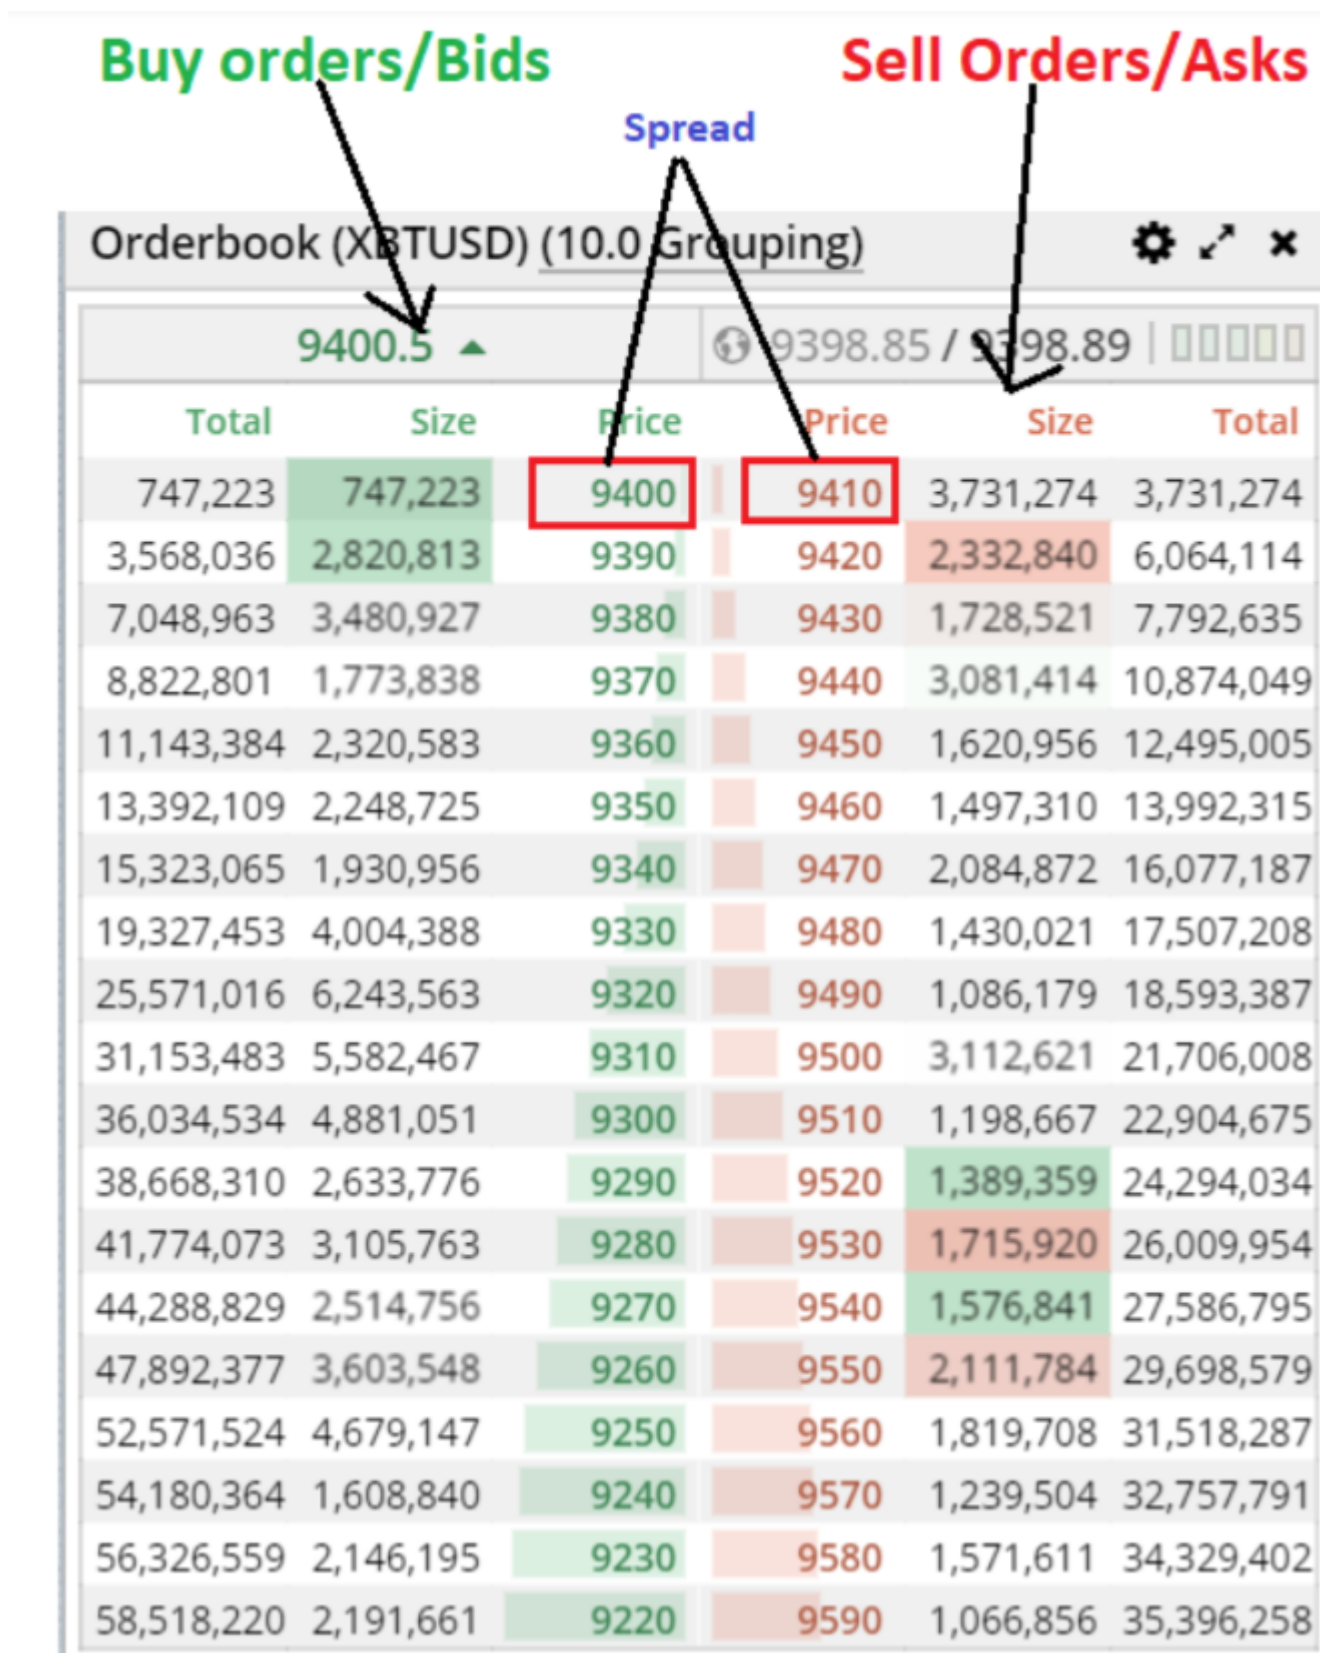 Buy orders/Bids
Sell Orders/Asks
Spread
Orderbook (XBTUSD) (10.0 Grouping)
9400.5 9398.85 / 9398.89
Total Size Price Price Size Total
747,223 747,223 9400 9410 3,731,274 3,731,274
3,568,036 2,820,813 9390 9420 2,332,840 6,064,114
7,048,963 3,480,927 9380 9430 1,728,521 7,792,635
8,822,801 1,773,838 9370 9440 3,081,414 10,874,049
11,143,384 2,320,583 9360 9450 1,620,956 12,495,005
13,392,109 2,248,725 9350 9460 1,497,310 13,992,315
15,323,065 1,930,956 9340 9470 2,084,872 16,077,187
19,327,453 4,004,388 9330 9480 1,430,021 17,507,208
25,571,016 6,243,563 9320 9490 1,086,179 18,593,387
31,153,483 5,582,467 9310 9500 3,112,621 21,706,008
36,034,534 4,881,051 9300 9510 1,198,667 22,904,675
38,668,310 2,633,776 9290 9520 1,389,359 24,294,034
41,774,073 3,105,763 9280 9530 1,715,920 26,009,954
44,288,829 2,514,756 9270 9540 1,576,841 27,586,795
47,892,377 3,603,548 9260 9550 2,111,784 29,698,579
52,571,524 4,679,147 9250 9560 1,819,708 31,518,287
54,180,364 1,608,840 9240 9570 1,239,504 32,757,791
56,326,559 2,146,195 9230 9580 1,571,611 34,329,402
58,518,220 2,191,661 9220 9590 1,066,856 35,396,258